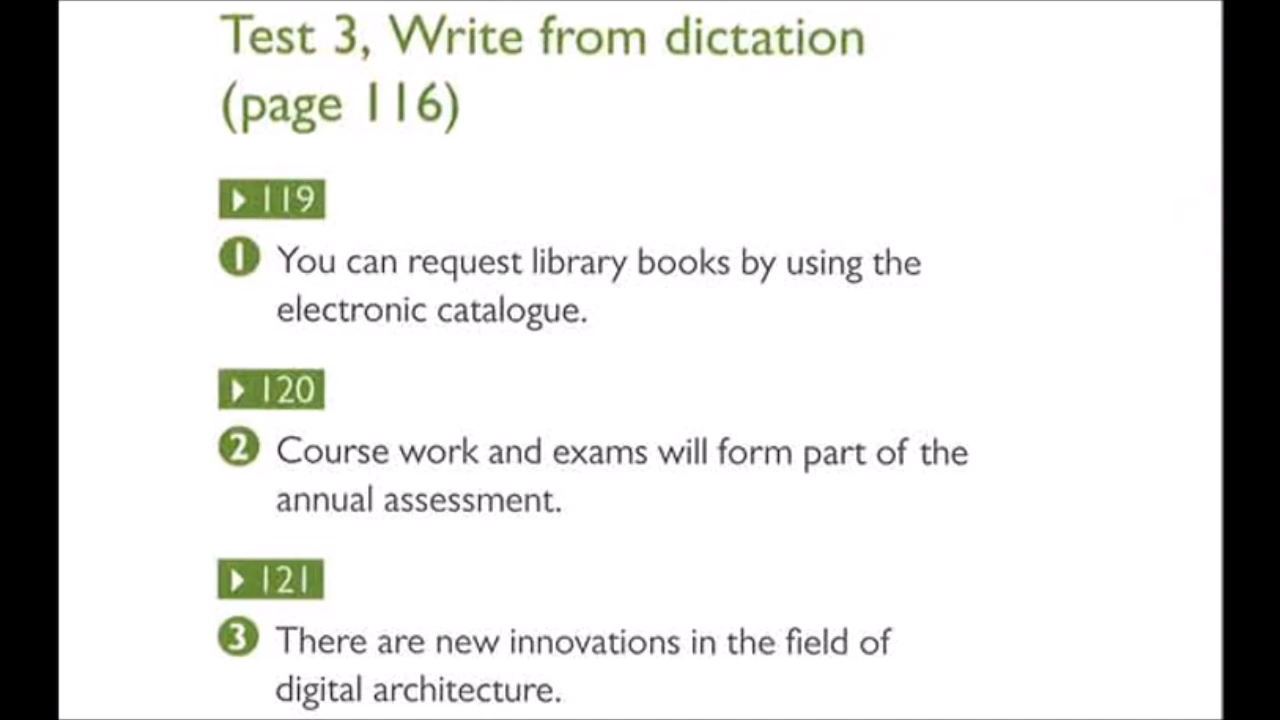 Test 3, Write from dictation
(page 116)
119
1 You can request library books by using the
electronic catalogue.
120
2 Course work and exams will form part of the
annual assessment.
121
3 There are new innovations in the field of
digital architecture.